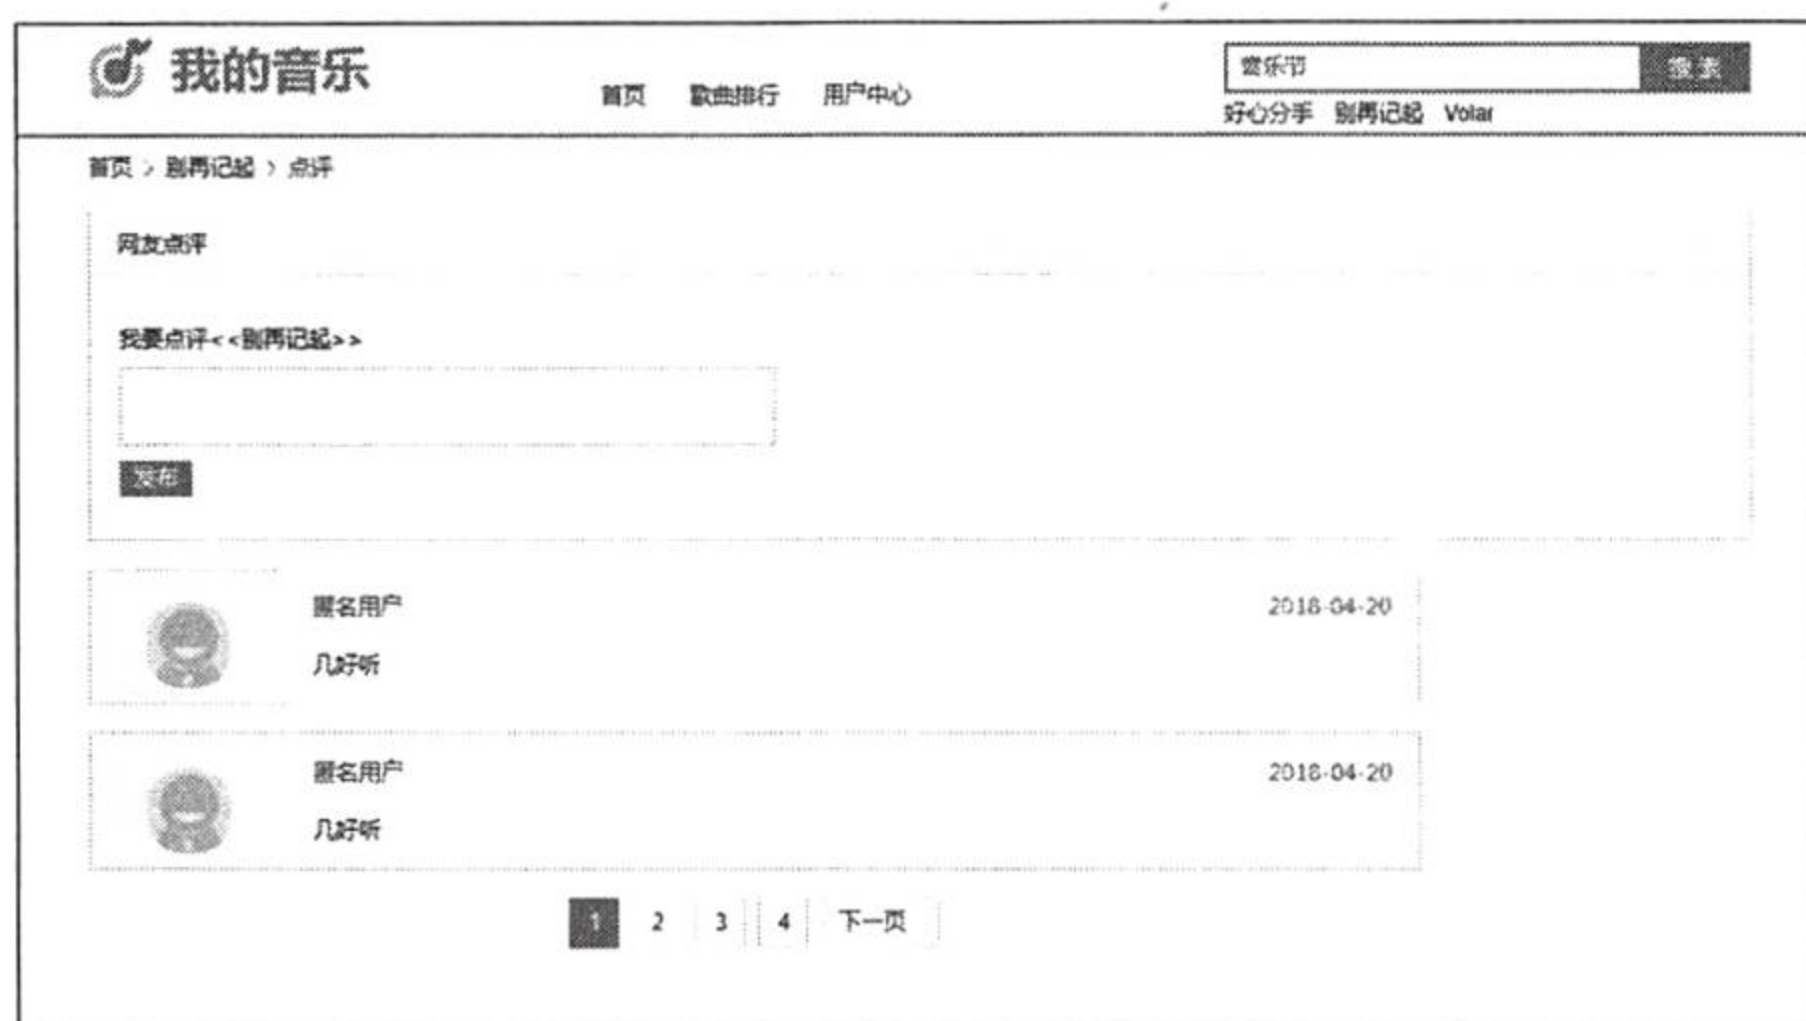 我的音乐
首页 歌曲排行 用户中心
音乐节 搜索
好心分手 别再记起 Volar
首页 > 别再记起 > 点评
网友点评
我要点评<<别再记起>>
发布
匿名用户 2018-04-20
几好听
匿名用户 2018-04-20
几好听
1 2 3 4 下一页